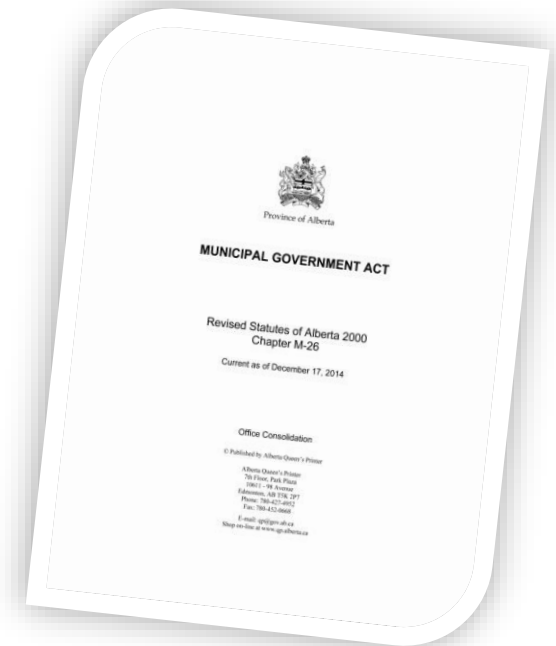 Province of Alberta
MUNICIPAL GOVERNMENT ACT
Revised Statutes of Alberta 2000
Chapter M-26
Current as of December 17, 2014
Office Consolidation
© Published by Alberta Queen's Printer
Alberta Queen's Printer
7th Floor, Park Plaza
10611 - 98 Avenue
Edmonton, AB T5K 2P7
Phone: 780-427-4952
Fax: 780-452-0668
E-mail: qp@gov.ab.ca
Shop on-line at www.qp.alberta.ca